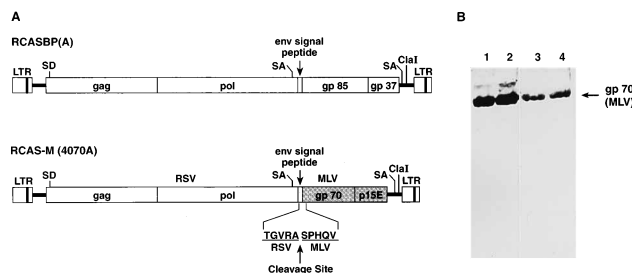 A
RCASBP(A)
env signal
peptide
LTR
SD
SA
SA
ClaI
LTR
gag
pol
gp 85
gp 37
RCAS-M (4070A)
env signal
peptide
LTR
SD
RSV
SA
MLV
SA
ClaI
LTR
gag
pol
gp 70
p15E
TGVRA SPHQV
RSV MLV
Cleavage Site
B
1 2 3 4
gp 70
(MLV)